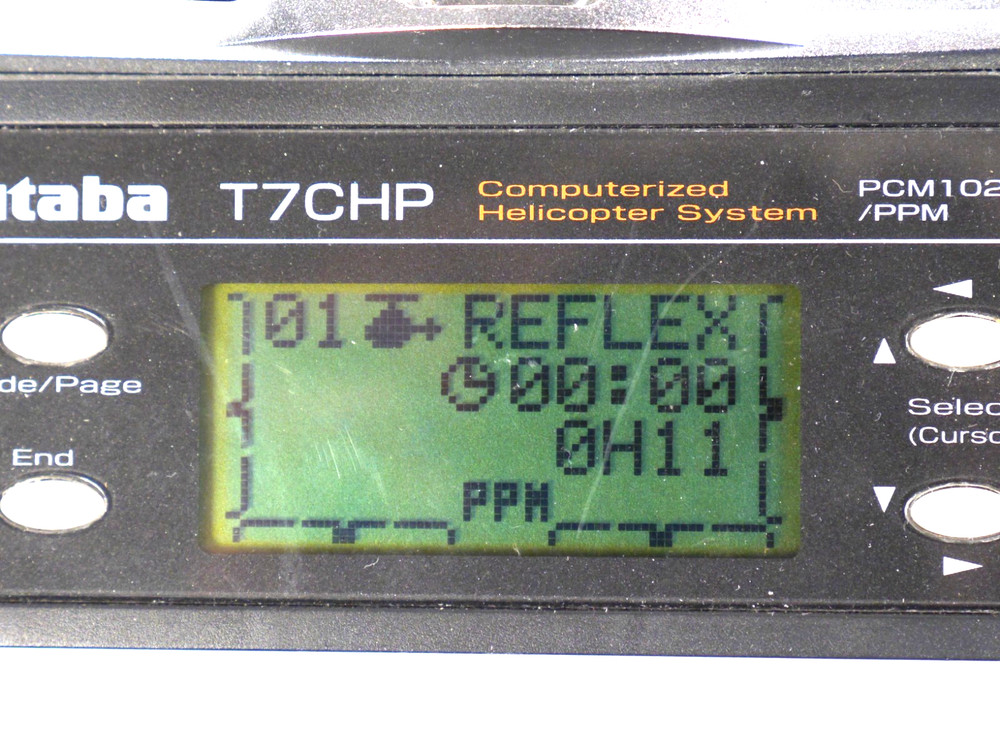 utaba T7CHP Computerized Helicopter System PCM102 /PPM
01 REFLEX
00:00
0H11
PPM
de/Page
End
Selec
(Curso